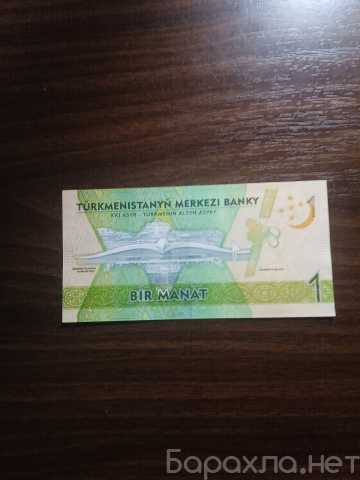 TÜRKMENISTANYŇ MERKEZI BANKY
XXI ASYR - TÜRKMENIŇ ALTYN ASYRY
BIR MANAT
1
Барахла.нет